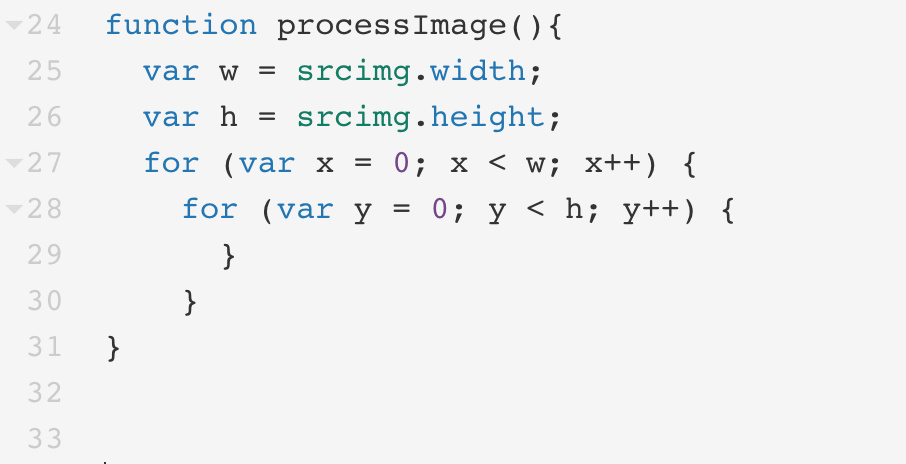 24 function processImage(){
25 var w = srcimg.width;
26 var h = srcimg.height;
27 for (var x = 0; x < w; x++) {
28 for (var y = 0; y < h; y++) {
29 }
30 }
31 }
32
33